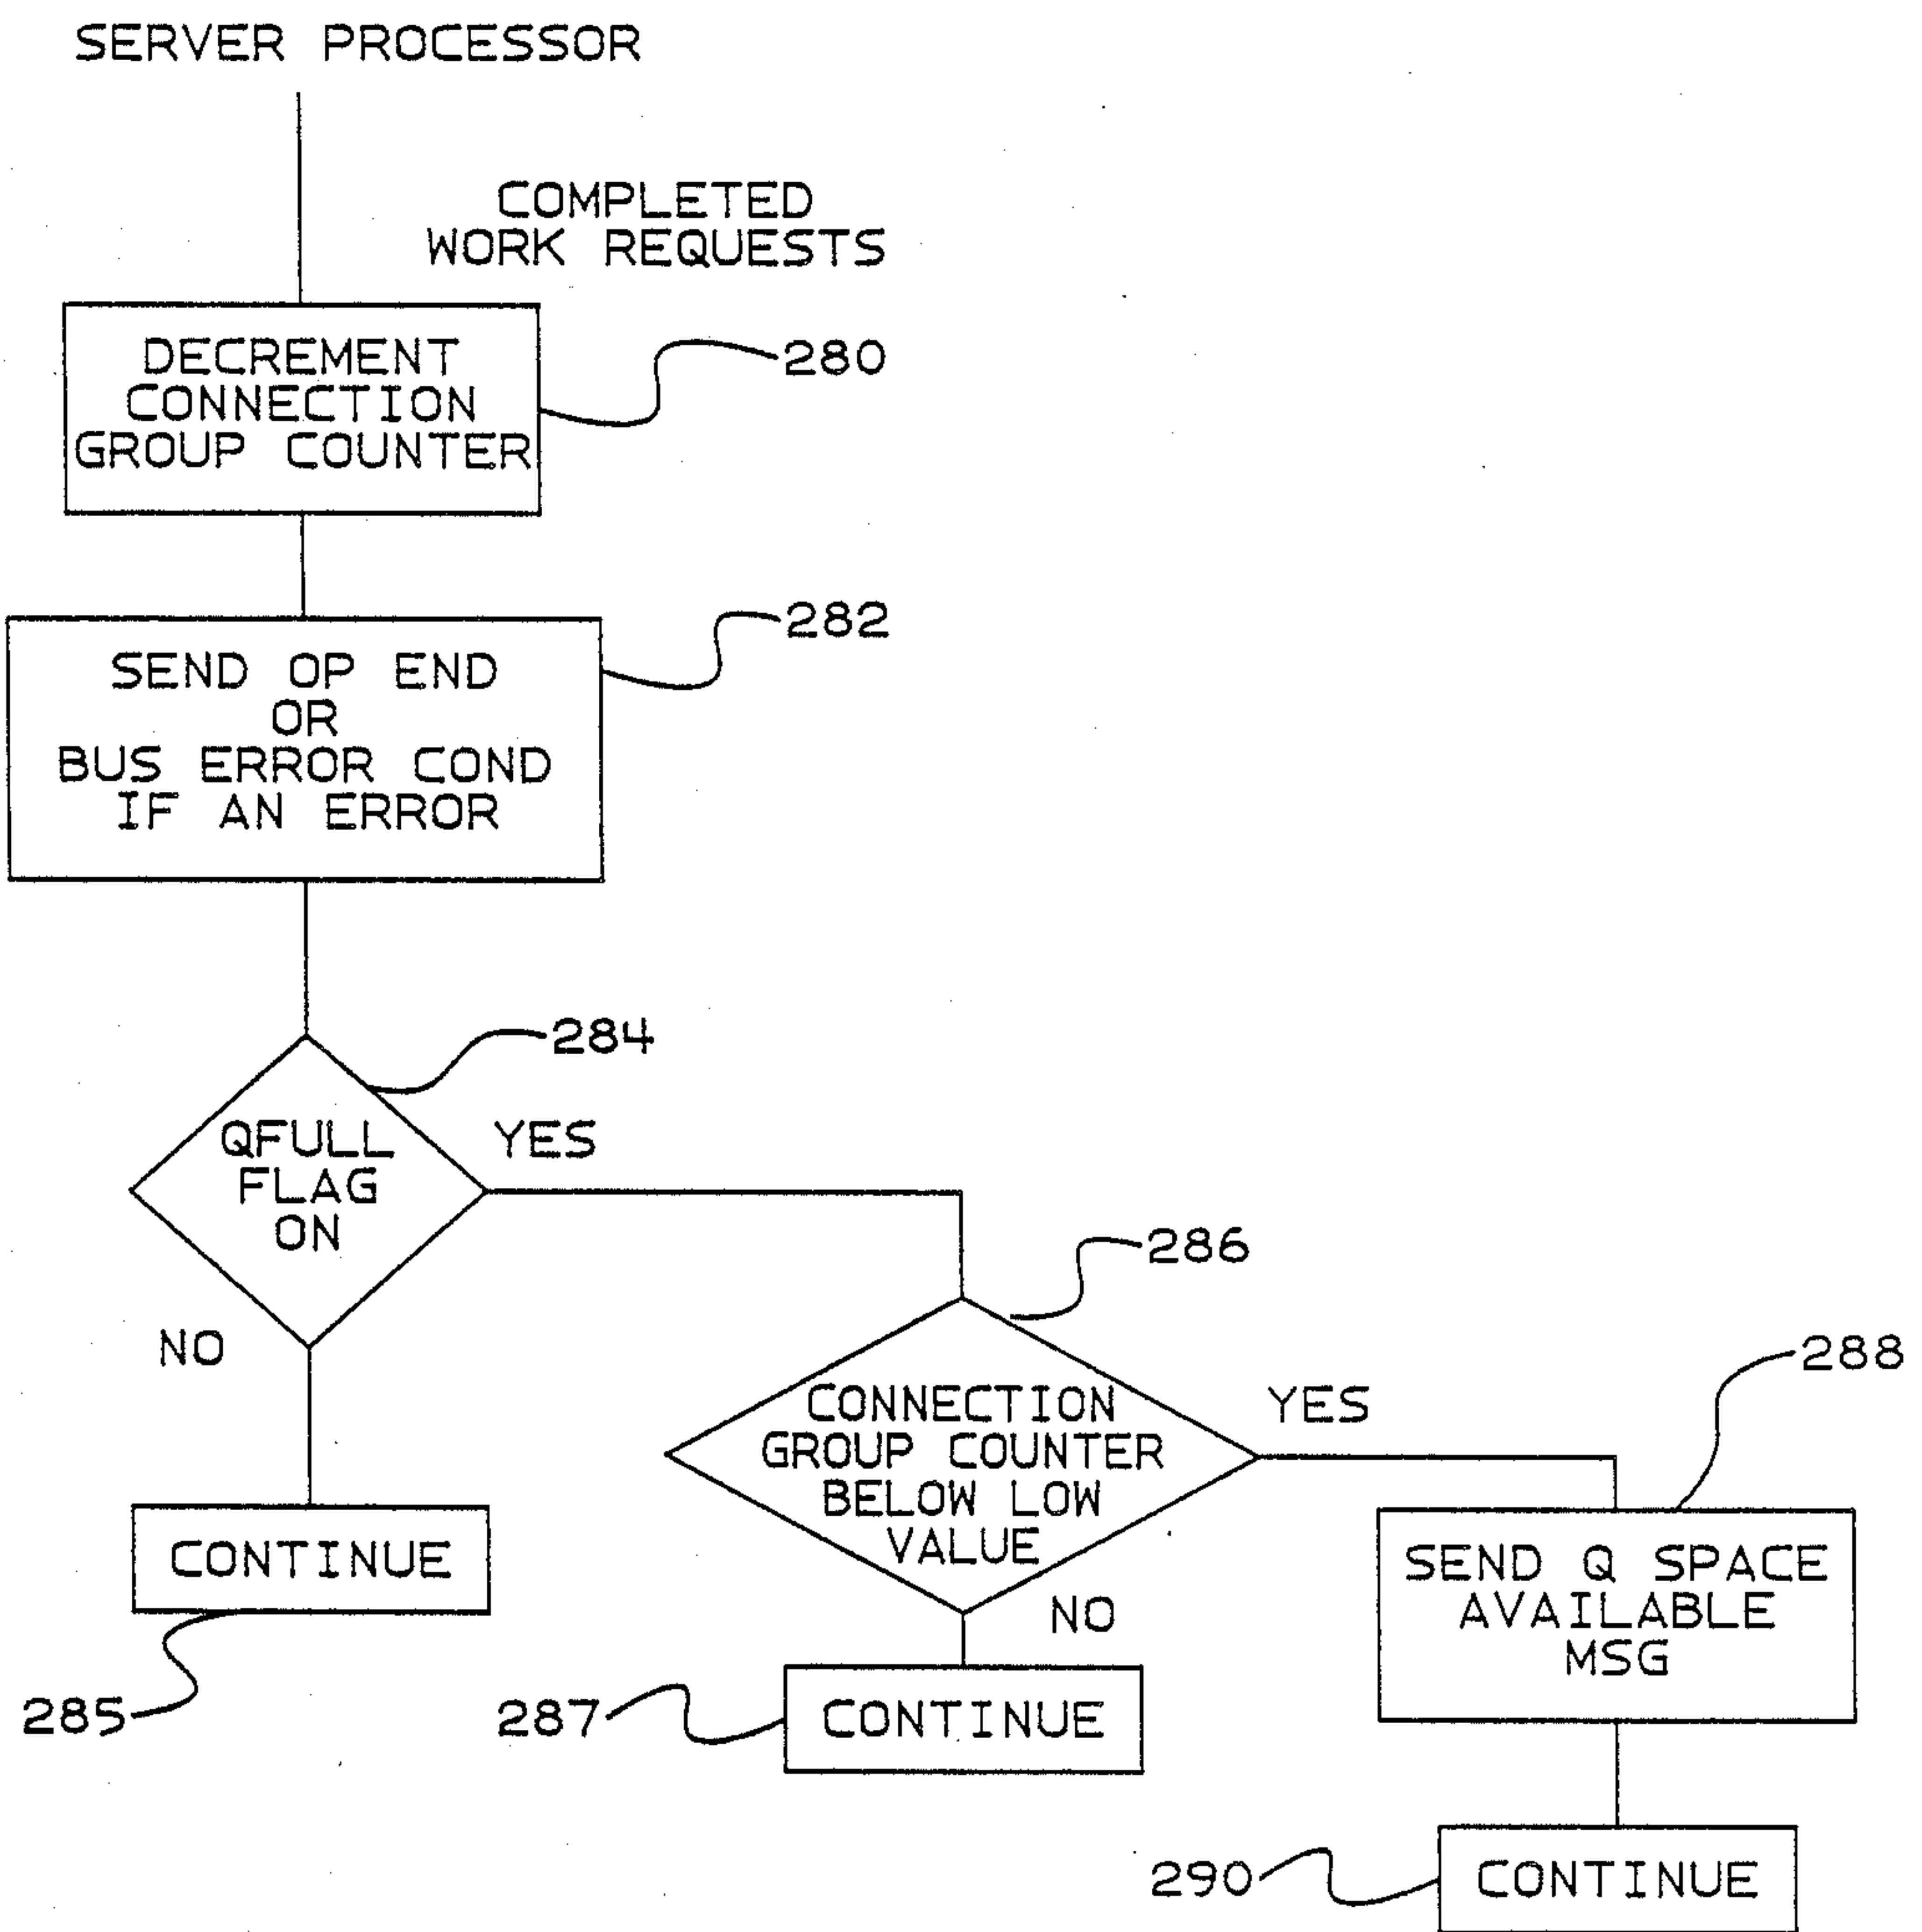 SERVER PROCESSOR
COMPLETED
WORK REQUESTS
DECREMENT
CONNECTION
GROUP COUNTER
280
SEND OP END
OR
BUS ERROR COND
IF AN ERROR
282
284
QFULL
FLAG
ON
YES
NO
CONTINUE
285
286
CONNECTION
GROUP COUNTER
BELOW LOW
VALUE
YES
NO
CONTINUE
287
288
SEND Q SPACE
AVAILABLE
MSG
CONTINUE
290